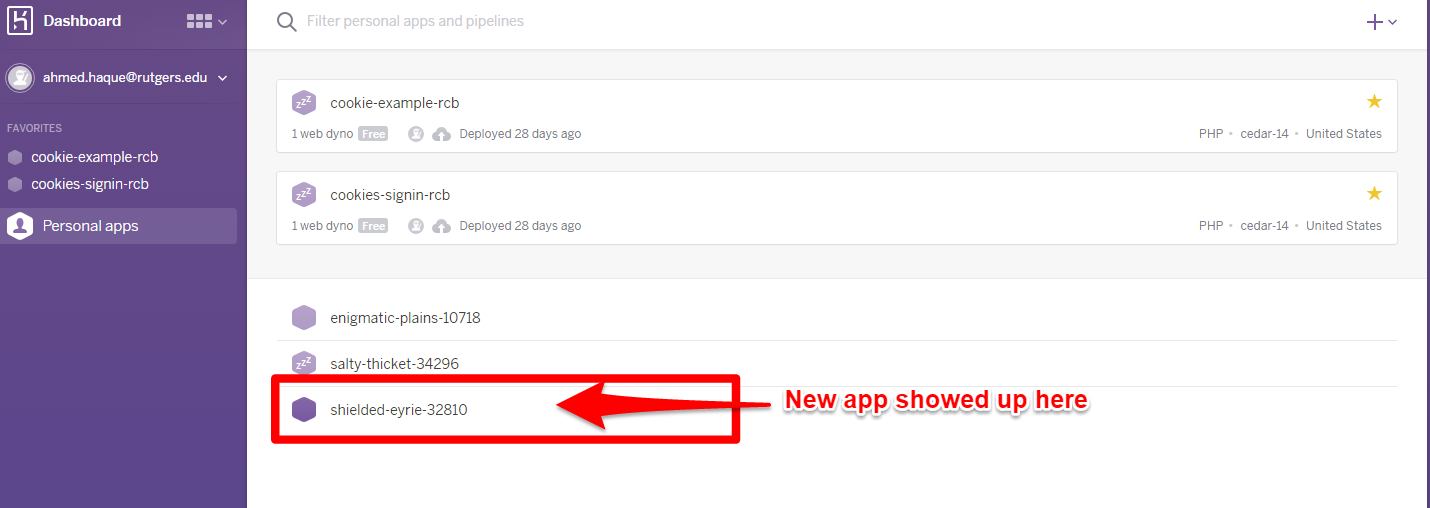 Dashboard
Filter personal apps and pipelines
ahmed.haque@rutgers.edu
FAVORITES
cookie-example-rcb
cookies-signin-rcb
Personal apps
zzz cookie-example-rcb
1 web dyno Free Deployed 28 days ago PHP • cedar-14 • United States
zzz cookies-signin-rcb
1 web dyno Free Deployed 28 days ago PHP • cedar-14 • United States
enigmatic-plains-10718
zzz salty-thicket-34296
shielded-eyrie-32810
New app showed up here